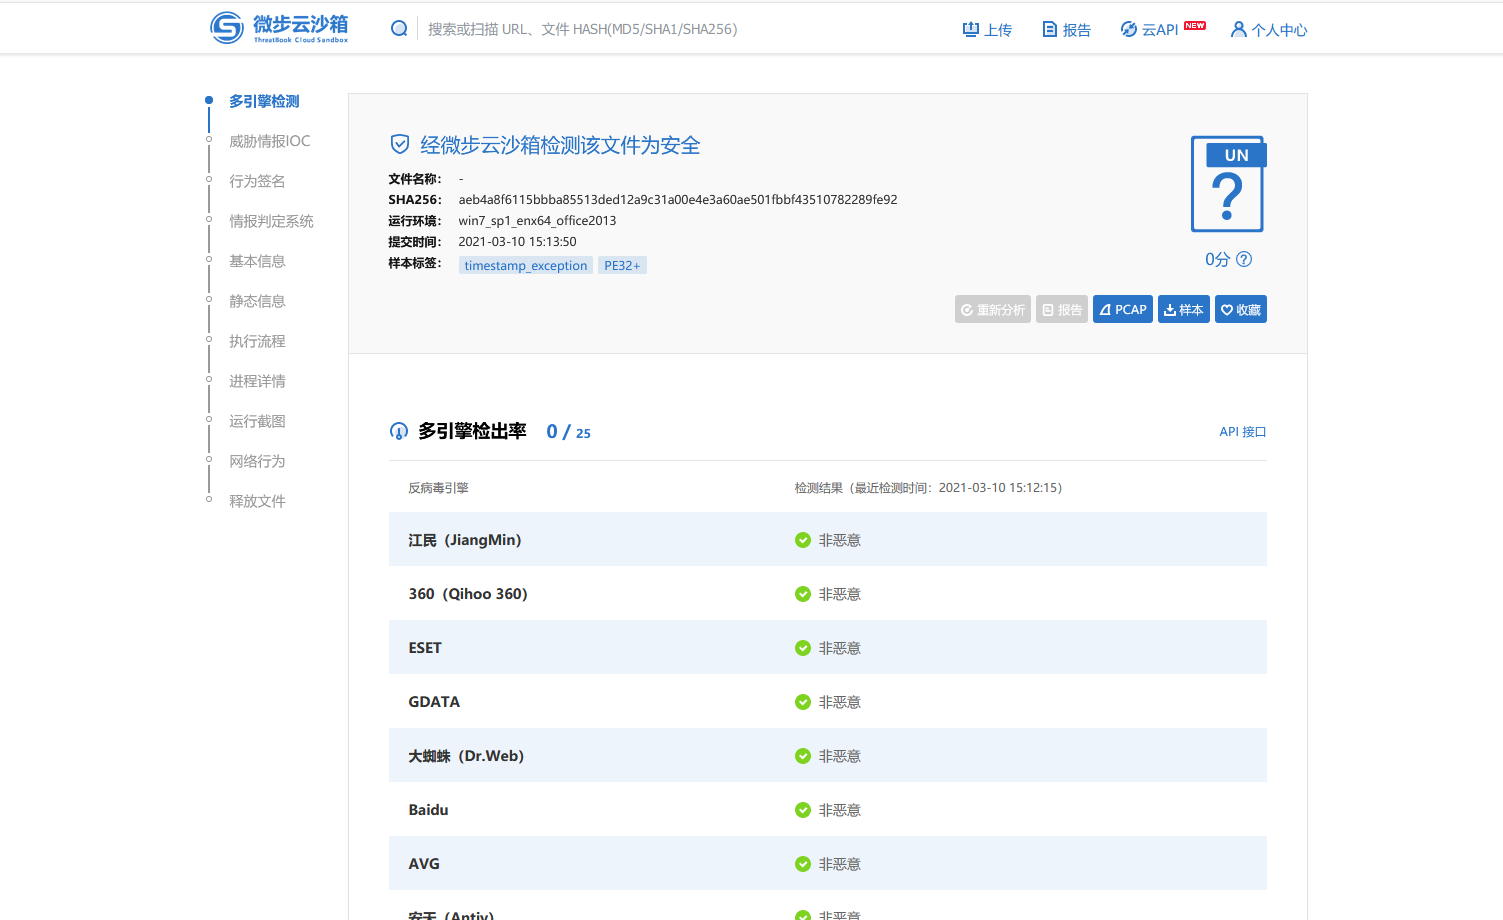 微步云沙箱
ThreatBook Cloud Sandbox
搜索或扫描 URL、文件 HASH(MD5/SHA1/SHA256)
上传
报告
云API NEW
个人中心
多引擎检测
威胁情报IOC
行为签名
情报判定系统
基本信息
静态信息
执行流程
进程详情
运行截图
网络行为
释放文件
经微步云沙箱检测该文件为安全
文件名称： -
SHA256： aeb4a8f6115bbba85513ded12a9c31a00e4e3a60ae501fbbf43510782289fe92
运行环境： win7_sp1_enx64_office2013
提交时间： 2021-03-10 15:13:50
样本标签： timestamp_exception PE32+
UN
?
0分 ?
重新分析 报告 PCAP 样本 收藏
多引擎检出率 0 / 25
API 接口
反病毒引擎 检测结果（最近检测时间：2021-03-10 15:12:15）
江民（JiangMin） 非恶意
360（Qihoo 360） 非恶意
ESET 非恶意
GDATA 非恶意
大蜘蛛（Dr.Web） 非恶意
Baidu 非恶意
AVG 非恶意
安天（Antiy） 非恶意